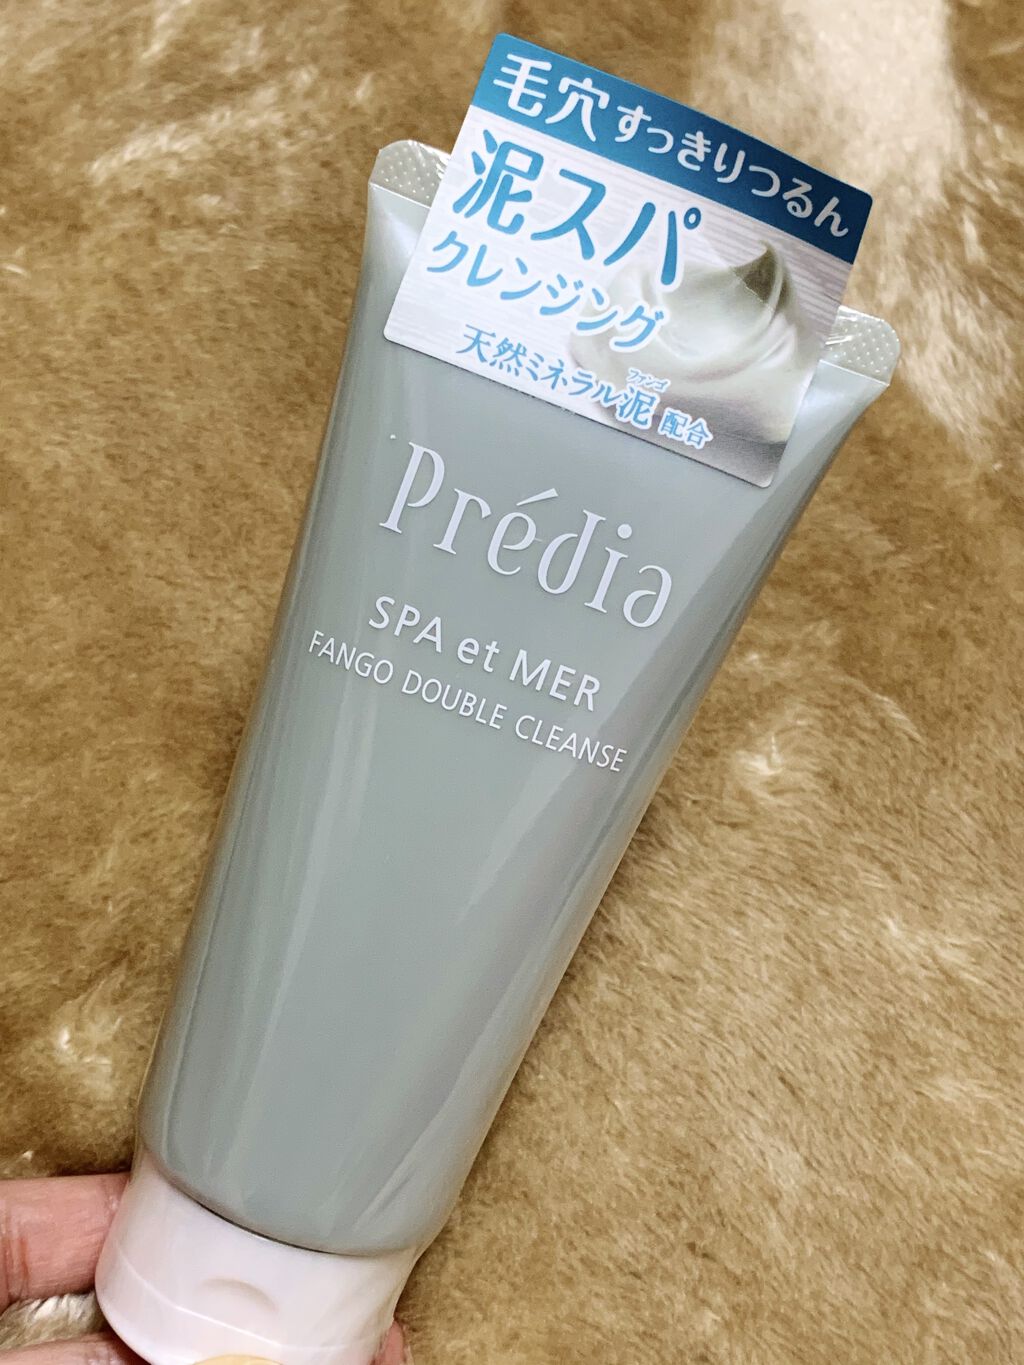 毛穴すっきりつるん
泥スパ
クレンジング
ファンゴ
天然ミネラル泥 配合
Prédia
SPA et MER
FANGO DOUBLE CLEANSE